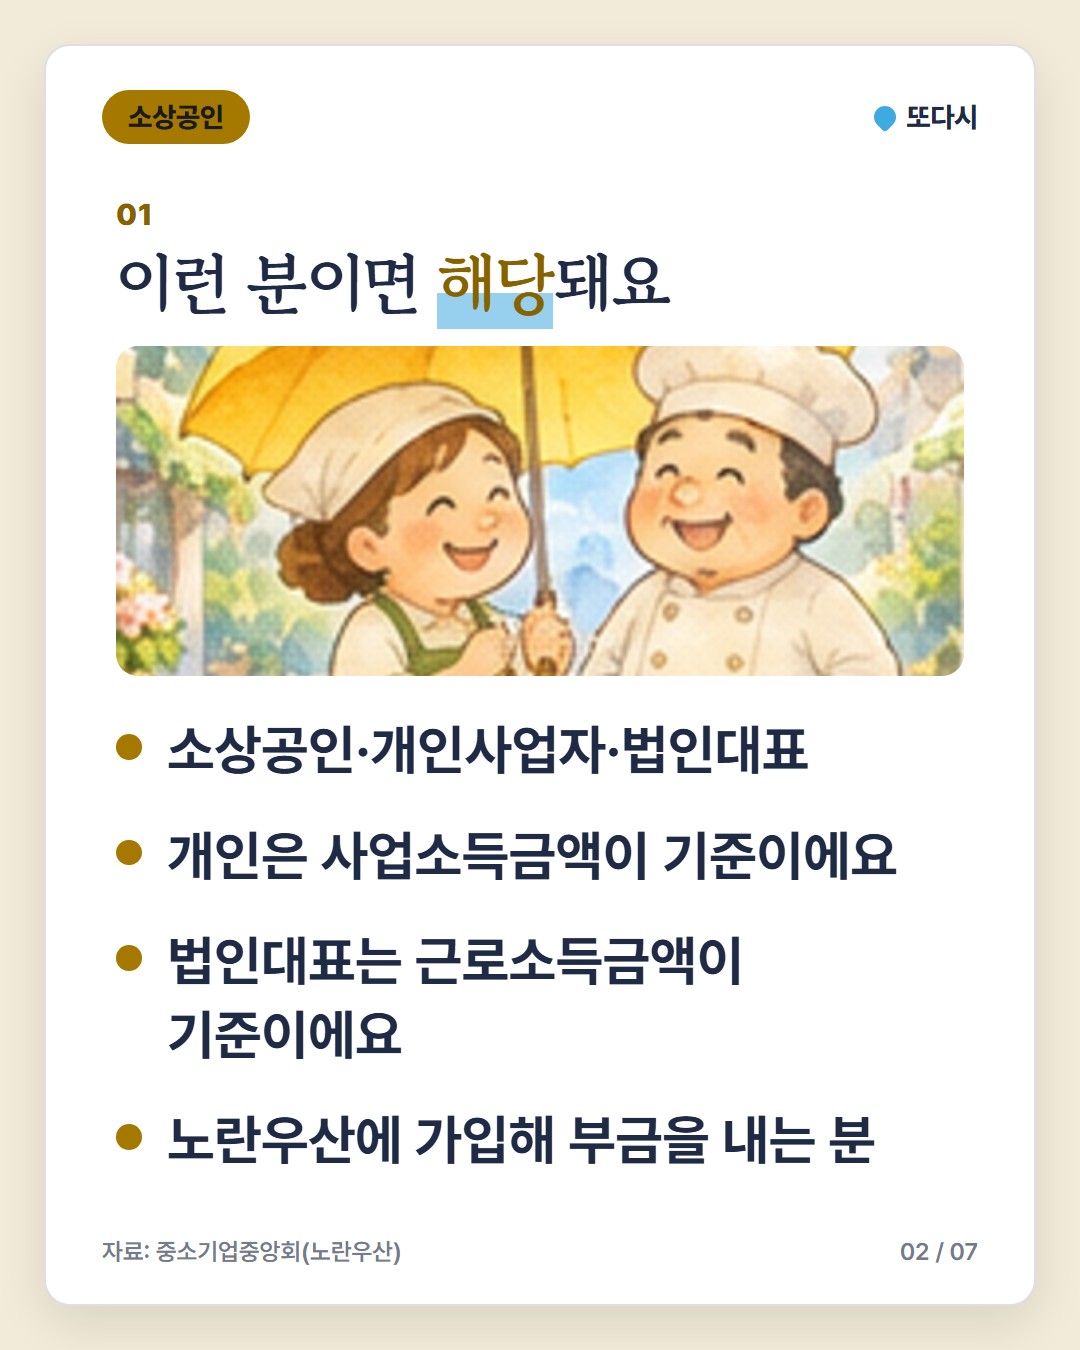 소상공인
또다시
01
이런 분이면 해당돼요
소상공인·개인사업자·법인대표
개인은 사업소득금액이 기준이에요
법인대표는 근로소득금액이
기준이에요
노란우산에 가입해 부금을 내는 분
자료: 중소기업중앙회(노란우산)
02 / 07